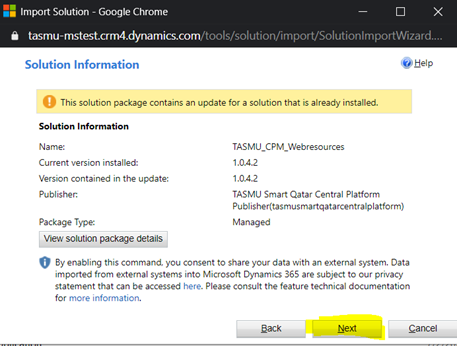 Import Solution - Google Chrome
tasmu-mstest.crm4.dynamics.com/tools/solution/import/SolutionImportWizard....
Solution Information
Help
This solution package contains an update for a solution that is already installed.
Solution Information
Name: TASMU_CPM_Webresources
Current version installed: 1.0.4.2
Version contained in the update: 1.0.4.2
Publisher: TASMU Smart Qatar Central Platform
Publisher(tasmusmartqatarcentralplatform)
Package Type: Managed
View solution package details
By enabling this command, you consent to share your data with an external system. Data
imported from external systems into Microsoft Dynamics 365 are subject to our privacy
statement that can be accessed here. Please consult the feature technical documentation
for more information.
Back Next Cancel